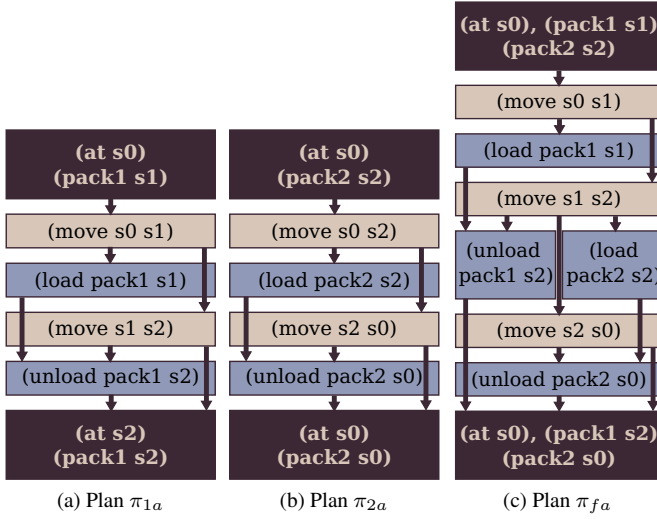 (at s0)
(pack1 s1)
(move s0 s1)
(load pack1 s1)
(move s1 s2)
(unload pack1 s2)
(at s2)
(pack1 s2)
(a) Plan π1a
(at s0)
(pack2 s2)
(move s0 s2)
(load pack2 s2)
(move s2 s0)
(unload pack2 s0)
(at s0)
(pack2 s0)
(b) Plan π2a
(at s0), (pack1 s1)
(pack2 s2)
(move s0 s1)
(load pack1 s1)
(move s1 s2)
(unload
pack1 s2)
(load
pack2 s2)
(move s2 s0)
(unload pack2 s0)
(at s0), (pack1 s2)
(pack2 s0)
(c) Plan πfa